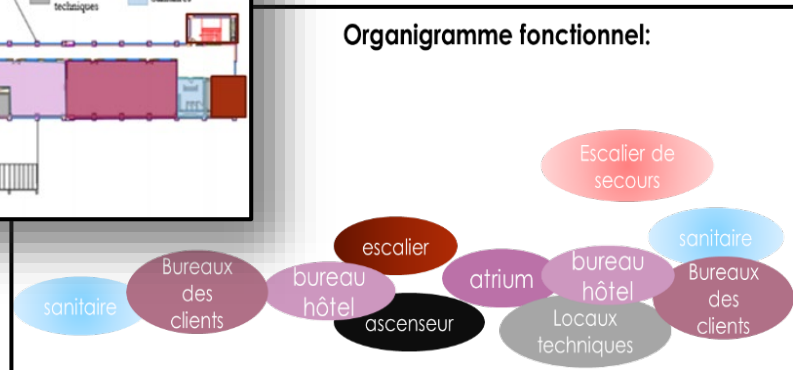 techniques
Organigramme fonctionnel:
Escalier de
secours
escalier
sanitaire
Bureaux
des
clients
bureau
hôtel
atrium
bureau
hôtel
Bureaux
des
clients
sanitaire
ascenseur
Locaux
techniques